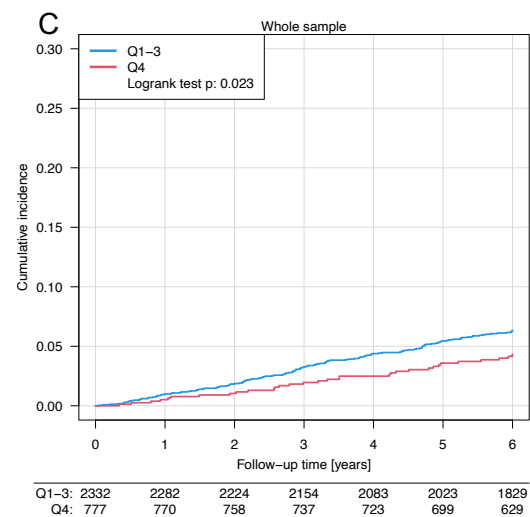 C
Whole sample
Q1−3
Q4
Logrank test p: 0.023
0.30
0.25
0.20
0.15
0.10
0.05
0.00
Cumulative incidence
0 1 2 3 4 5 6
Follow−up time [years]
Q1−3: 2332 2282 2224 2154 2083 2023 1829
Q4: 777 770 758 737 723 699 629